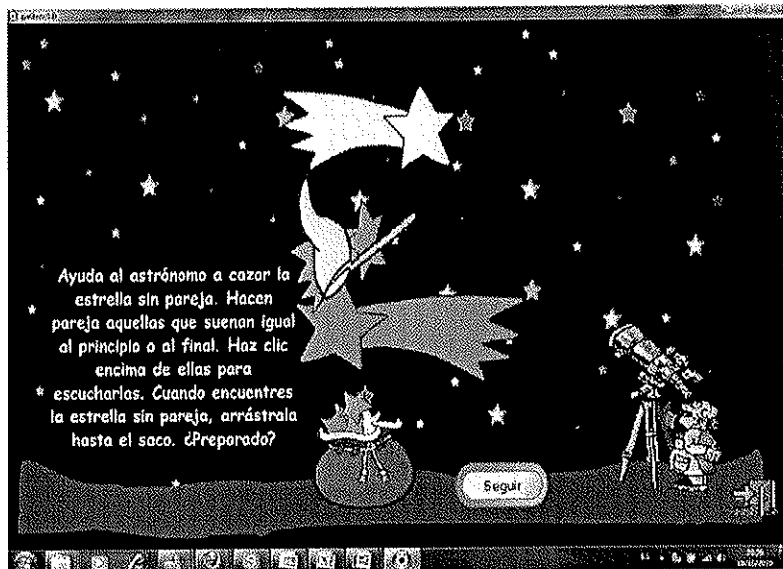 Ayuda al astrónomo a cazar la
estrella sin pareja. Hacen
pareja aquellas que suenan igual
al principio o al final. Haz clic
encima de ellas para
escucharlas. Cuando encuentres
la estrella sin pareja, arrástrala
hasta el saco. ¿Preparado?
Seguir